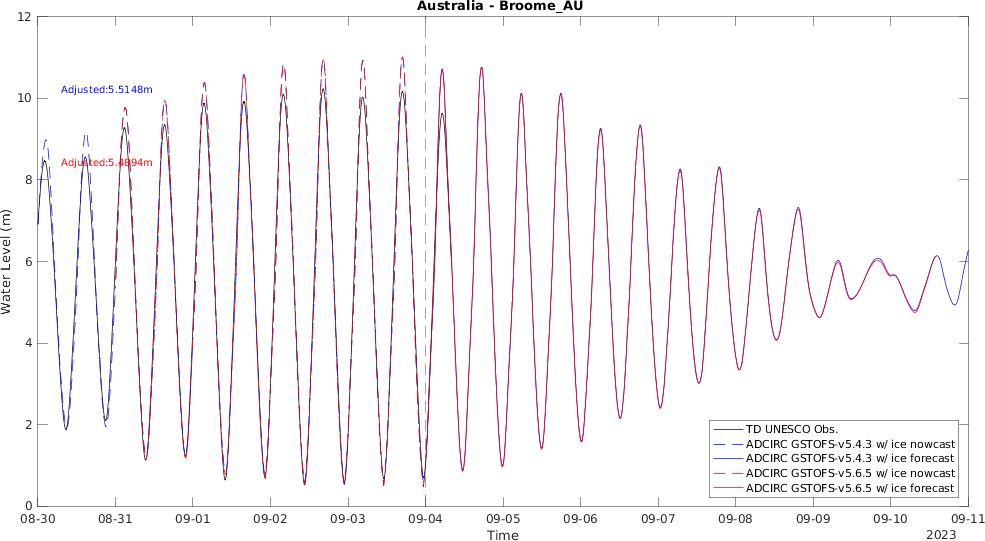 Australia - Broome_AU
12
10
8
6
4
2
0
Water Level (m)
Adjusted:5.5148m
Adjusted:5.4894m
TD UNESCO Obs.
ADCIRC GSTOFS-v5.4.3 w/ ice nowcast
ADCIRC GSTOFS-v5.4.3 w/ ice forecast
ADCIRC GSTOFS-v5.6.5 w/ ice nowcast
ADCIRC GSTOFS-v5.6.5 w/ ice forecast
08-30 08-31 09-01 09-02 09-03 09-04 09-05 09-06 09-07 09-08 09-09 09-10 09-11
Time
2023